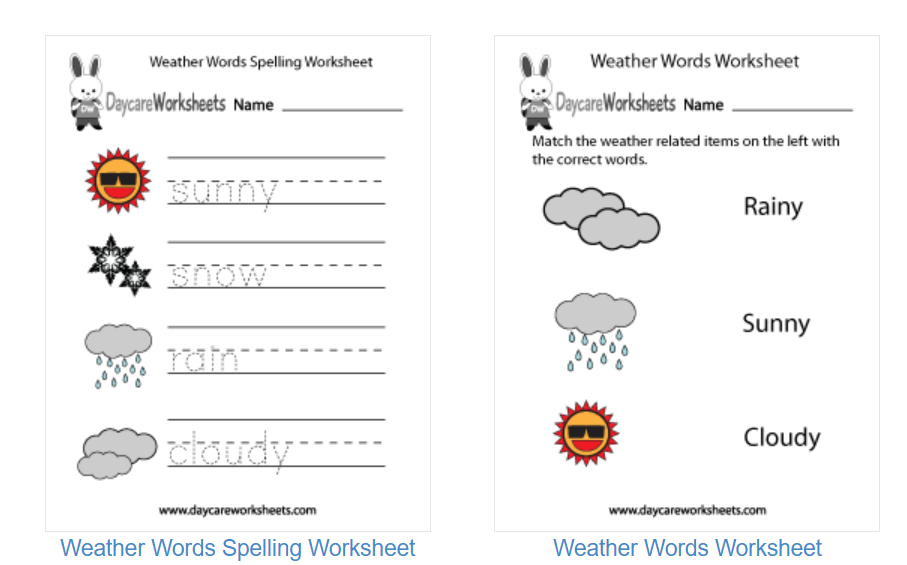 Weather Words Spelling Worksheet
DW
DaycareWorksheets Name
sunny
snow
rain
cloudy
www.daycareworksheets.com
Weather Words Spelling Worksheet
Weather Words Worksheet
DW
DaycareWorksheets Name
Match the weather related items on the left with
the correct words.
Rainy
Sunny
Cloudy
www.daycareworksheets.com
Weather Words Worksheet